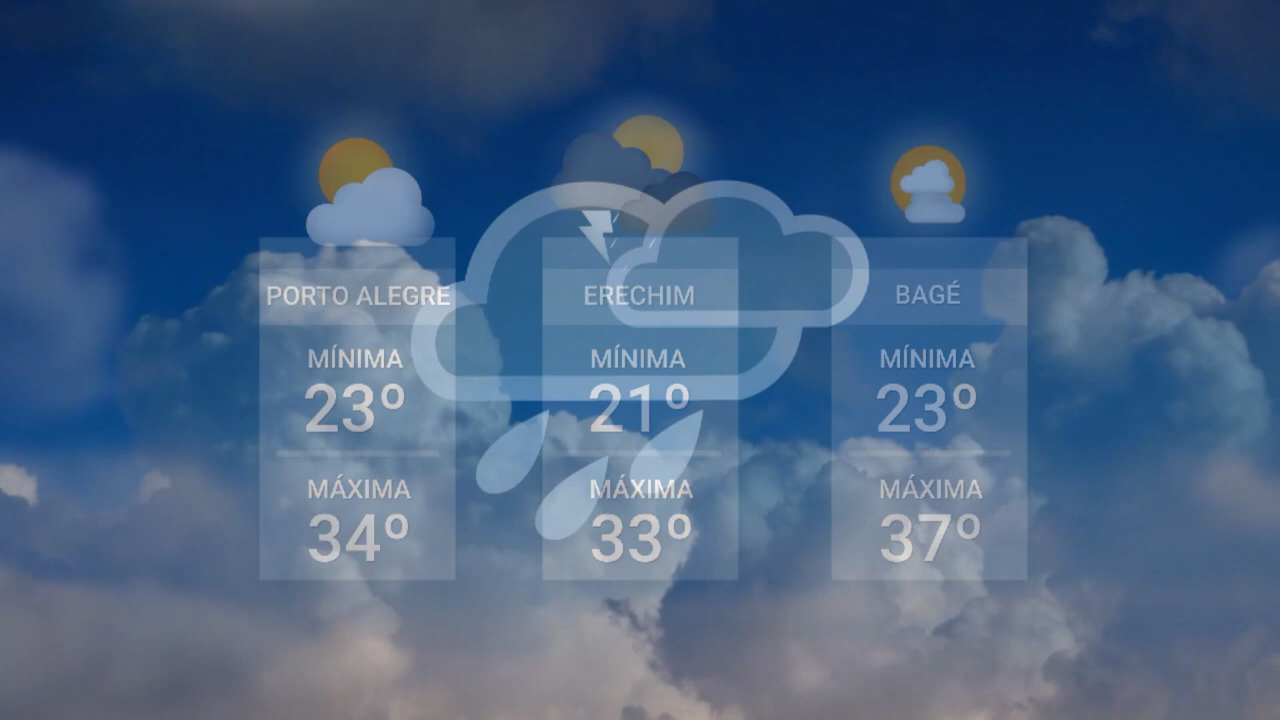 PORTO ALEGRE
MÍNIMA
23º
MÁXIMA
34º
ERECHIM
MÍNIMA
21º
MÁXIMA
33º
BAGÉ
MÍNIMA
23º
MÁXIMA
37º